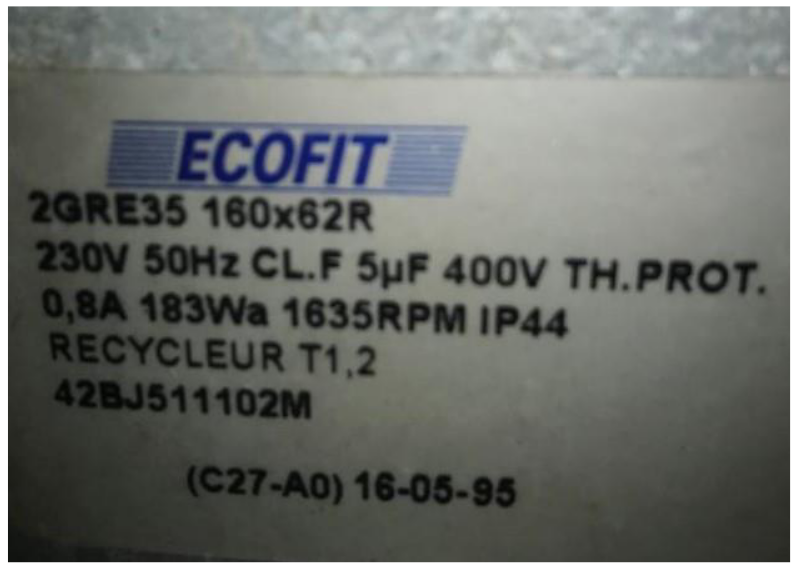 ECOFIT
2GRE35 160x62R
230V 50Hz CL.F 5µF 400V TH.PROT.
0,8A 183Wa 1635RPM IP44
RECYCLEUR T1,2
42BJ511102M
(C27-A0) 16-05-95